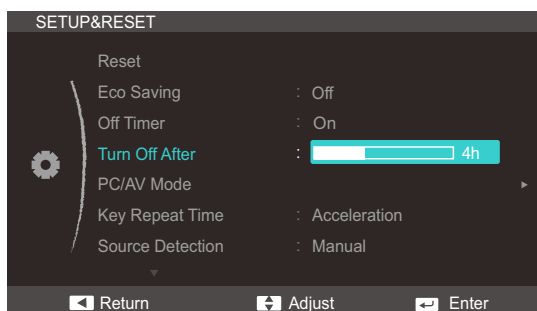 SETUP&RESET
Reset
Eco Saving : Off
Off Timer : On
Turn Off After : 4h
PC/AV Mode
Key Repeat Time : Acceleration
Source Detection : Manual
Return Adjust Enter